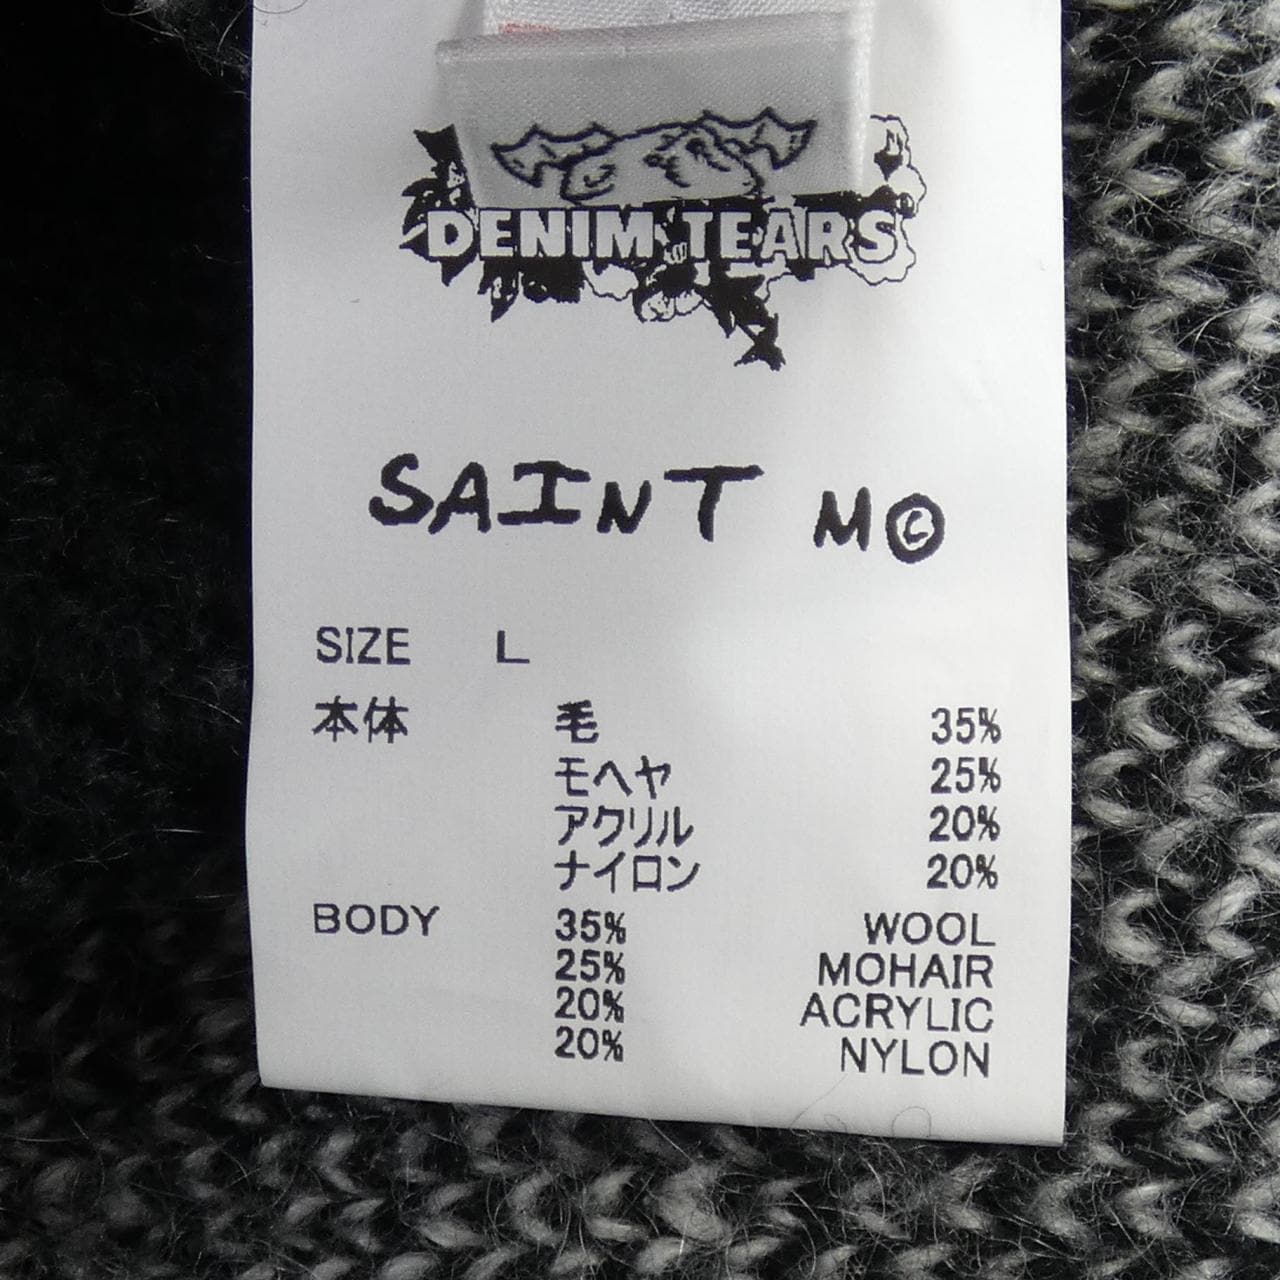 DENIM TEARS
SAINT M©
SIZE L
本体 毛 35%
モヘヤ 25%
アクリル 20%
ナイロン 20%
BODY 35% WOOL
25% MOHAIR
20% ACRYLIC
20% NYLON